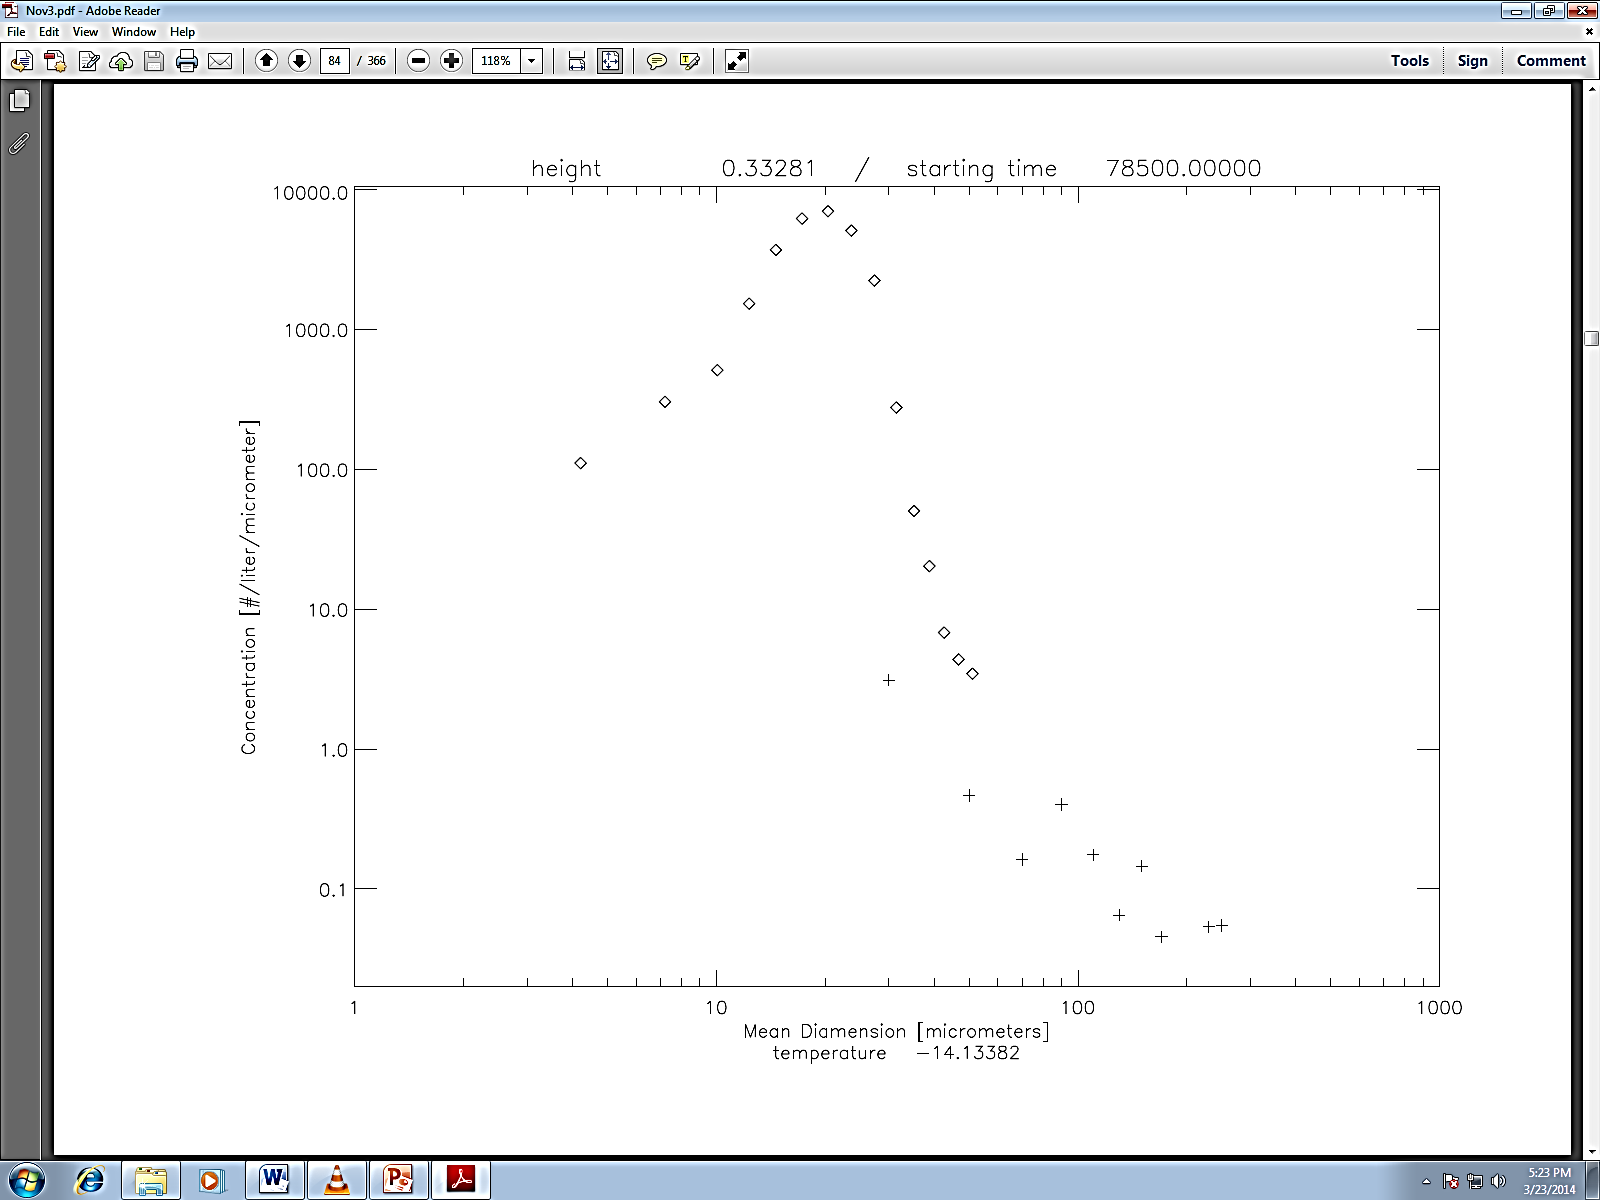 Nov3.pdf - Adobe Reader
File Edit View Window Help
84 / 366 118% Tools Sign Comment
height 0.33281 / starting time 78500.00000
10000.0
1000.0
100.0
10.0
1.0
0.1
Concentration [#/liter/micrometer]
1 10 100 1000
Mean Diamension [micrometers]
temperature -14.13382
5:23 PM
3/23/2014